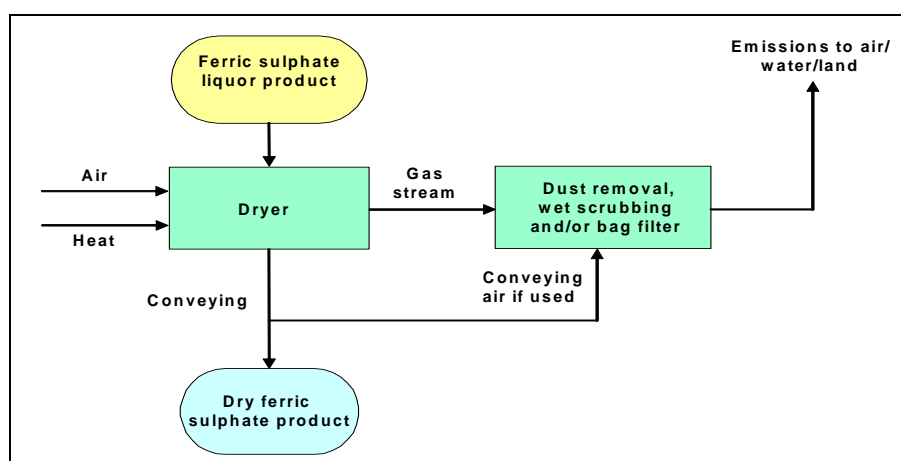 Ferric sulphate
liquor product
Emissions to air/
water/land
Air
Heat
Dryer
Gas
stream
Dust removal,
wet scrubbing
and/or bag filter
Conveying
Conveying
air if used
Dry ferric
sulphate product